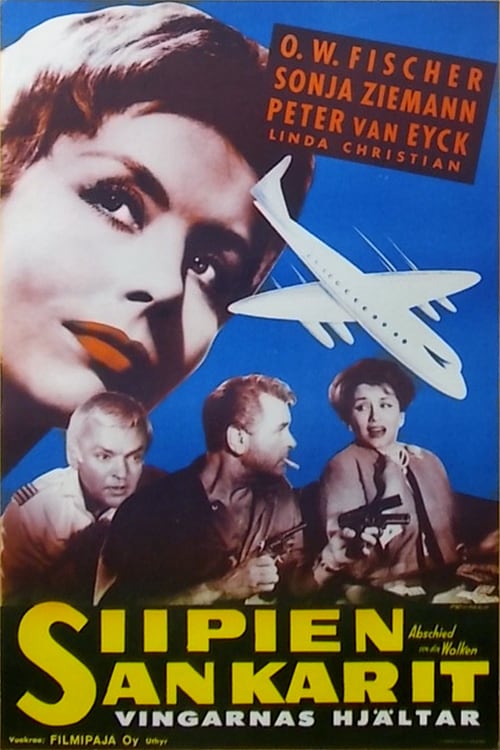 O. W. FISCHER
SONJA ZIEMANN
PETER VAN EYCK
LINDA CHRISTIAN
SIIPIEN
SANKARIT
Abschied
von den
Wolken
VINGARNAS HJÄLTAR
Vuokraa: FILMIPAJA Oy Uthyr